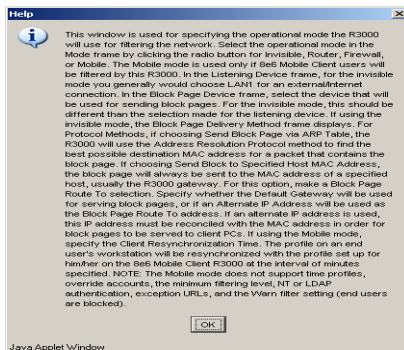 Help
This window is used for specifying the operational mode the R3000
will use for filtering the network. Select the operational mode in the
Mode frame by clicking the radio button for Invisible, Router, Firewall,
or Mobile. The Mobile mode is used only if 8e6 Mobile Client users will
be filtered by this R3000. In the Listening Device frame, for the invisible
mode you generally would choose LAN1 for an external/Internet
connection. In the Block Page Device frame, select the device that will
be used for sending block pages. For the invisible mode, this should be
different than the selection made for the listening device. If using the
invisible mode, the Block Page Delivery Method frame displays. For
Protocol Methods, if choosing Send Block Page via ARP Table, the
R3000 will use the Address Resolution Protocol method to find the
best possible destination MAC address for a packet that contains the
block page. If choosing Send Block to Specified Host MAC Address,
the block page will always be sent to the MAC address of a specified
host, usually the R3000 gateway. For this option, make a Block Page
Route To selection. Specify whether the Default Gateway will be used
for serving block pages, or if an Alternate IP Address will be used as
the Block Page Route To address. If an alternate IP address is used,
this IP address must be reconciled with the MAC address in order for
block pages to be served to client PCs. If using the Mobile mode,
specify the Client Resynchronization Time. The profile on an end
user's workstation will be resynchronized with the profile set up for
him/her on the 8e6 Mobile Client R3000 at the interval of minutes
specified. NOTE: The Mobile mode does not support time profiles,
override accounts, the minimum filtering level, NT or LDAP
authentication, exception URLs, and the Warn filter setting (end users
are blocked).
OK
Java Applet Window